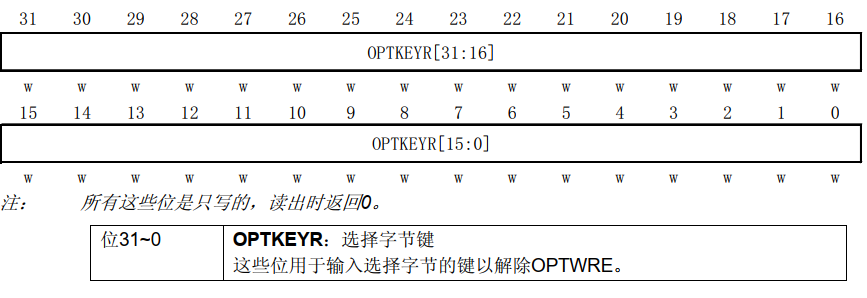 31 30 29 28 27 26 25 24 23 22 21 20 19 18 17 16
OPTKEYR[31:16]
w w w w w w w w w w w w w w w w
15 14 13 12 11 10 9 8 7 6 5 4 3 2 1 0
OPTKEYR[15:0]
w w w w w w w w w w w w w w w w
注： 所有这些位是只写的，读出时返回0。
位31~0 OPTKEYR：选择字节键
这些位用于输入选择字节的键以解除OPTWRE。